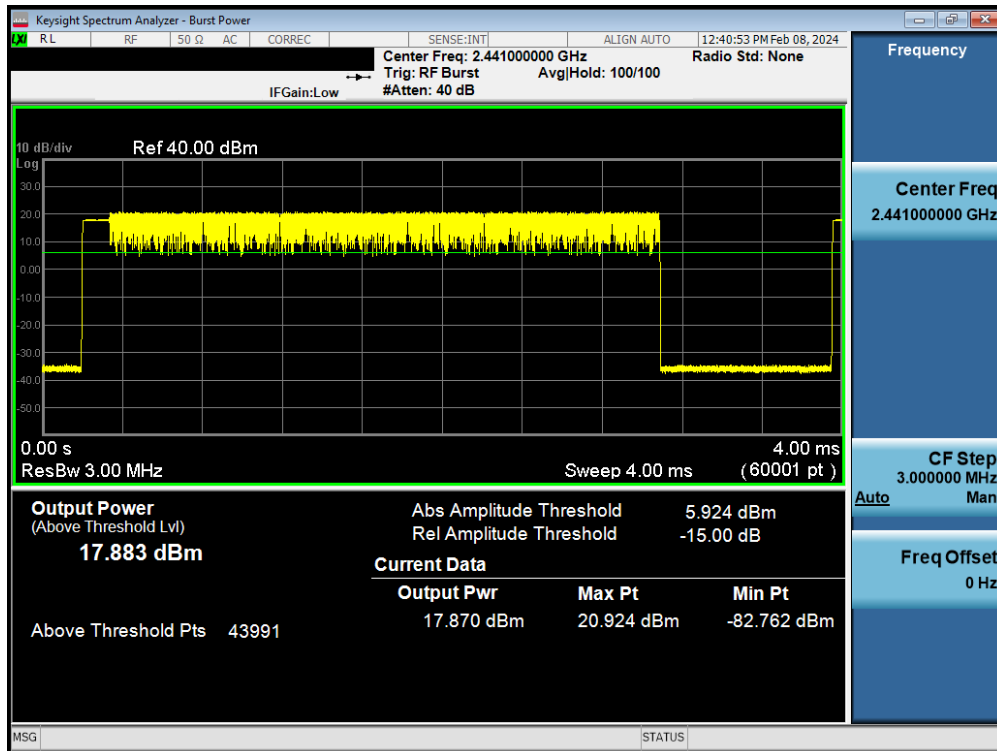 Keysight Spectrum Analyzer - Burst Power
LXI RL RF 50 Ω AC CORREC SENSE:INT ALIGN AUTO 12:40:53 PM Feb 08, 2024
Center Freq: 2.441000000 GHz Radio Std: None
Trig: RF Burst Avg|Hold: 100/100
IFGain:Low #Atten: 40 dB
Frequency
10 dB/div Ref 40.00 dBm
Log
30.0
20.0
10.0
0.00
-10.0
-20.0
-30.0
-40.0
-50.0
0.00 s 4.00 ms
ResBw 3.00 MHz Sweep 4.00 ms (60001 pt)
Output Power
(Above Threshold Lvl)
17.883 dBm
Above Threshold Pts 43991
Abs Amplitude Threshold 5.924 dBm
Rel Amplitude Threshold -15.00 dB
Current Data
Output Pwr Max Pt Min Pt
17.870 dBm 20.924 dBm -82.762 dBm
Center Freq
2.441000000 GHz
CF Step
3.000000 MHz
Auto Man
Freq Offset
0 Hz
MSG STATUS